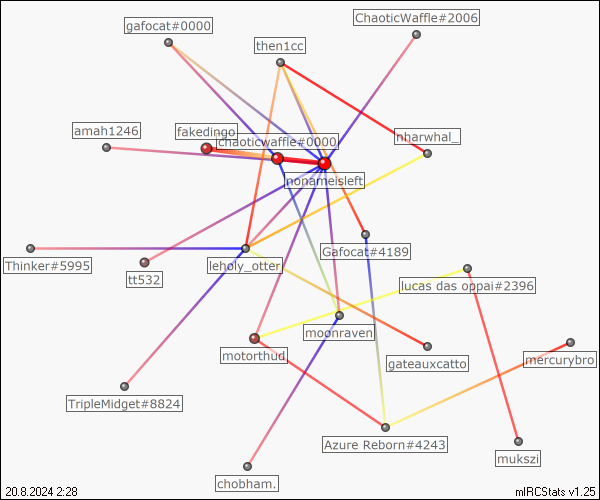 ChaoticWaffle#2006
gafocat#0000
then1cc
amah1246
fakedingo
chaoticwaffle#0000
nharwhal_
nonameisleft
Gafocat#4189
Thinker#5995
tt532
leholy_otter
lucas das oppai#2396
moonraven
motorthud
gateauxcatto
mercurybro
TripleMidget#8824
Azure Reborn#4243
mukszi
chobham.
20.8.2024 2:28
mIRCStats v1.25